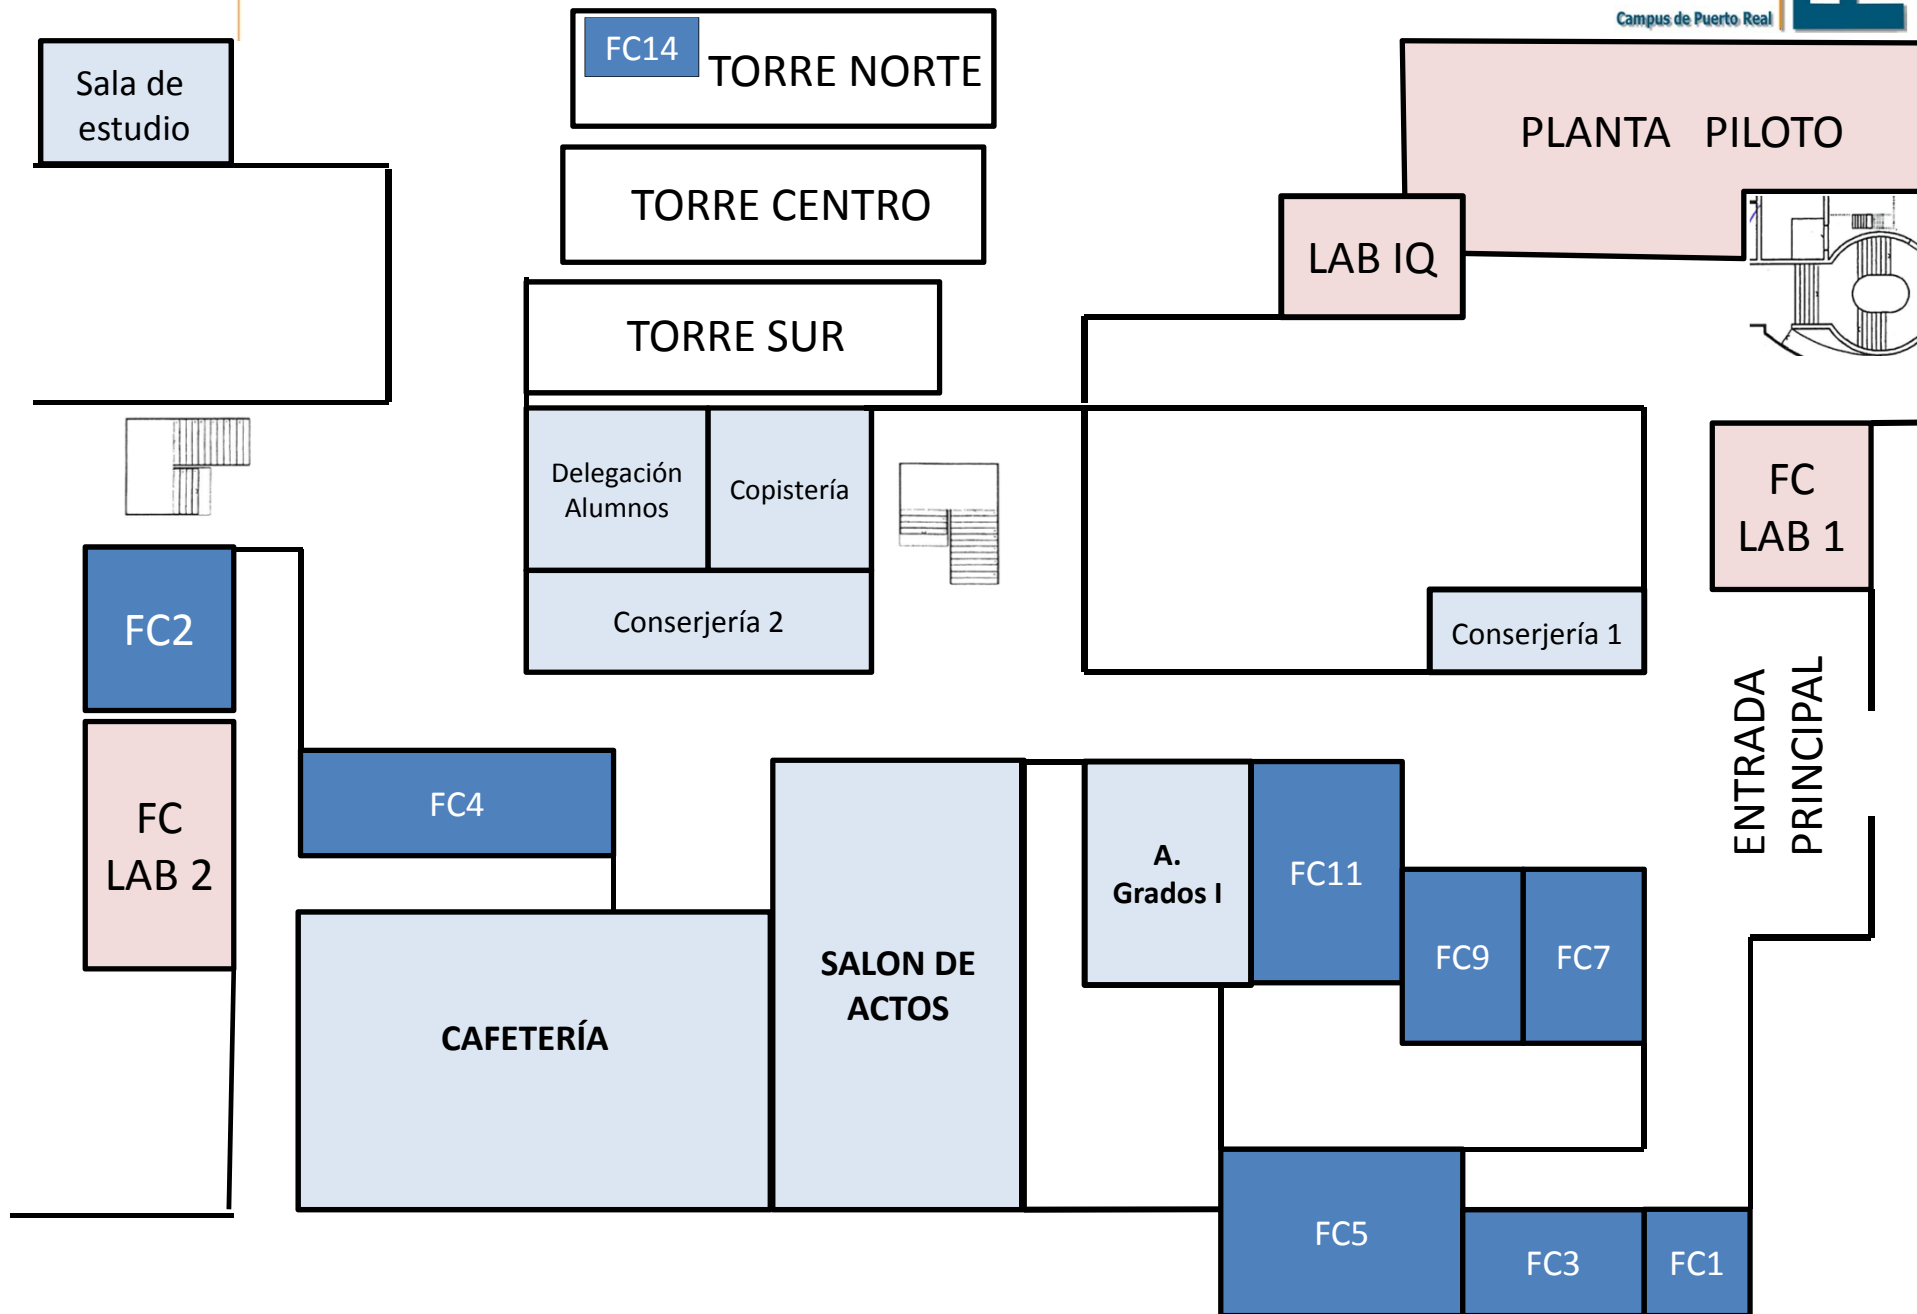 Campus de Puerto Real
Sala de
estudio
FC14
TORRE NORTE
PLANTA PILOTO
TORRE CENTRO
LAB IQ
TORRE SUR
Delegación
Alumnos
Copistería
FC
LAB 1
FC2
Conserjería 2
Conserjería 1
ENTRADA
PRINCIPAL
FC4
FC
LAB 2
A.
Grados I
FC11
FC9
FC7
SALON DE
ACTOS
CAFETERÍA
FC5
FC3
FC1